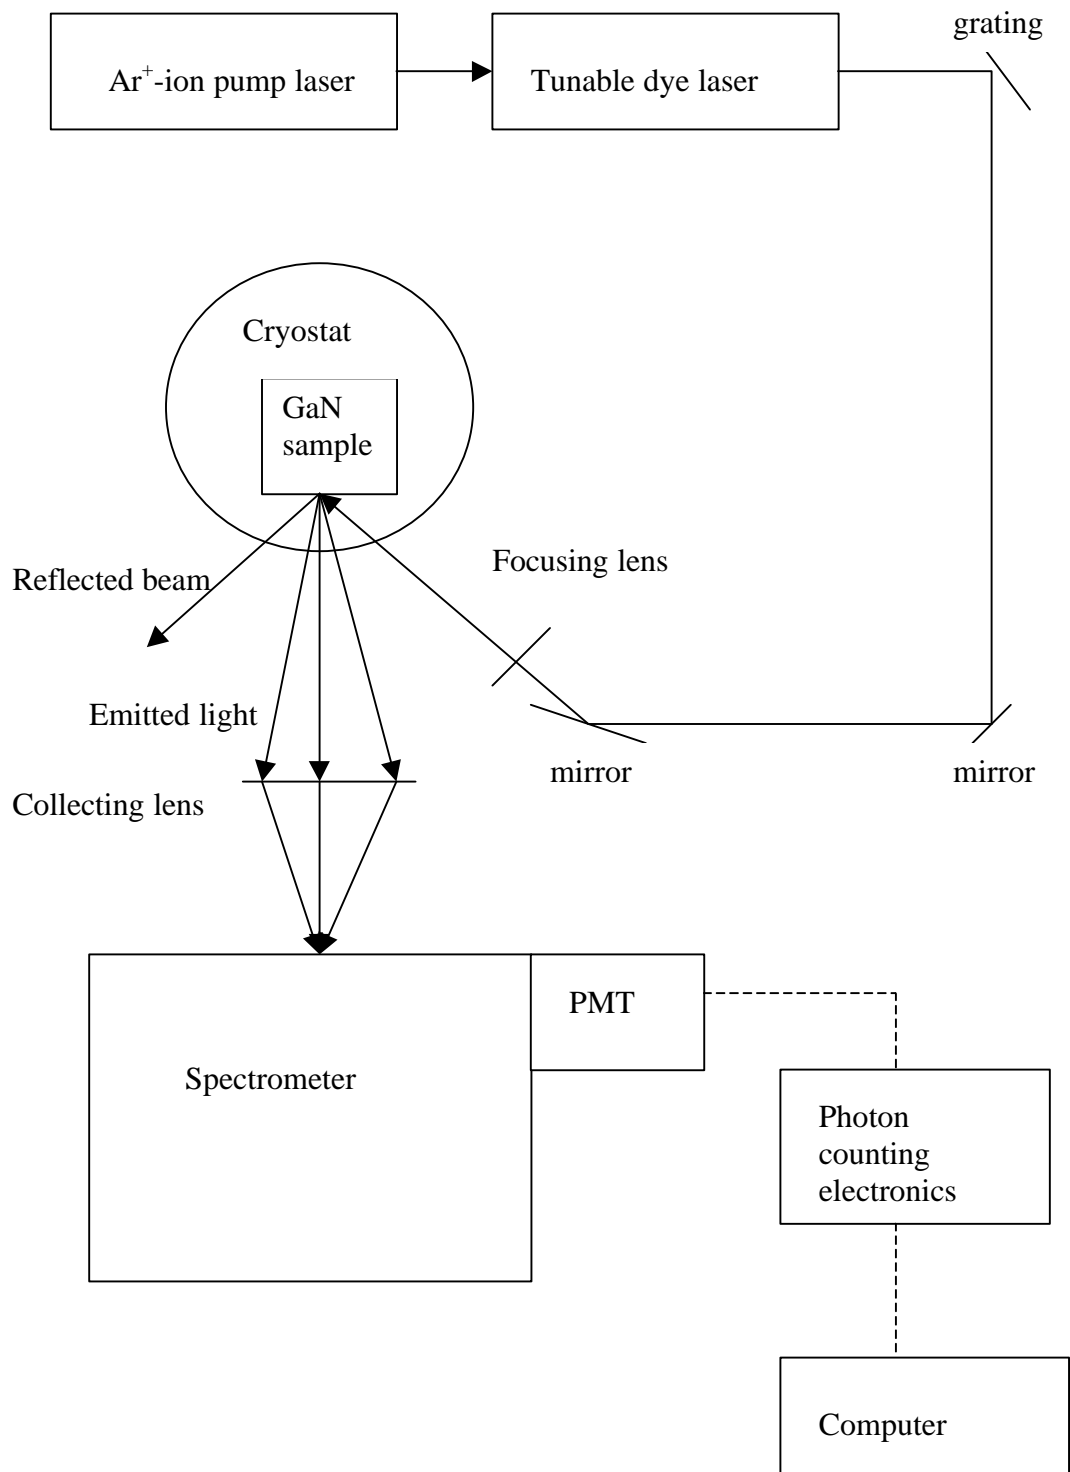 grating
Ar⁺-ion pump laser
Tunable dye laser
Cryostat
GaN
sample
Focusing lens
Reflected beam
Emitted light
mirror
mirror
Collecting lens
PMT
Spectrometer
Photon
counting
electronics
Computer